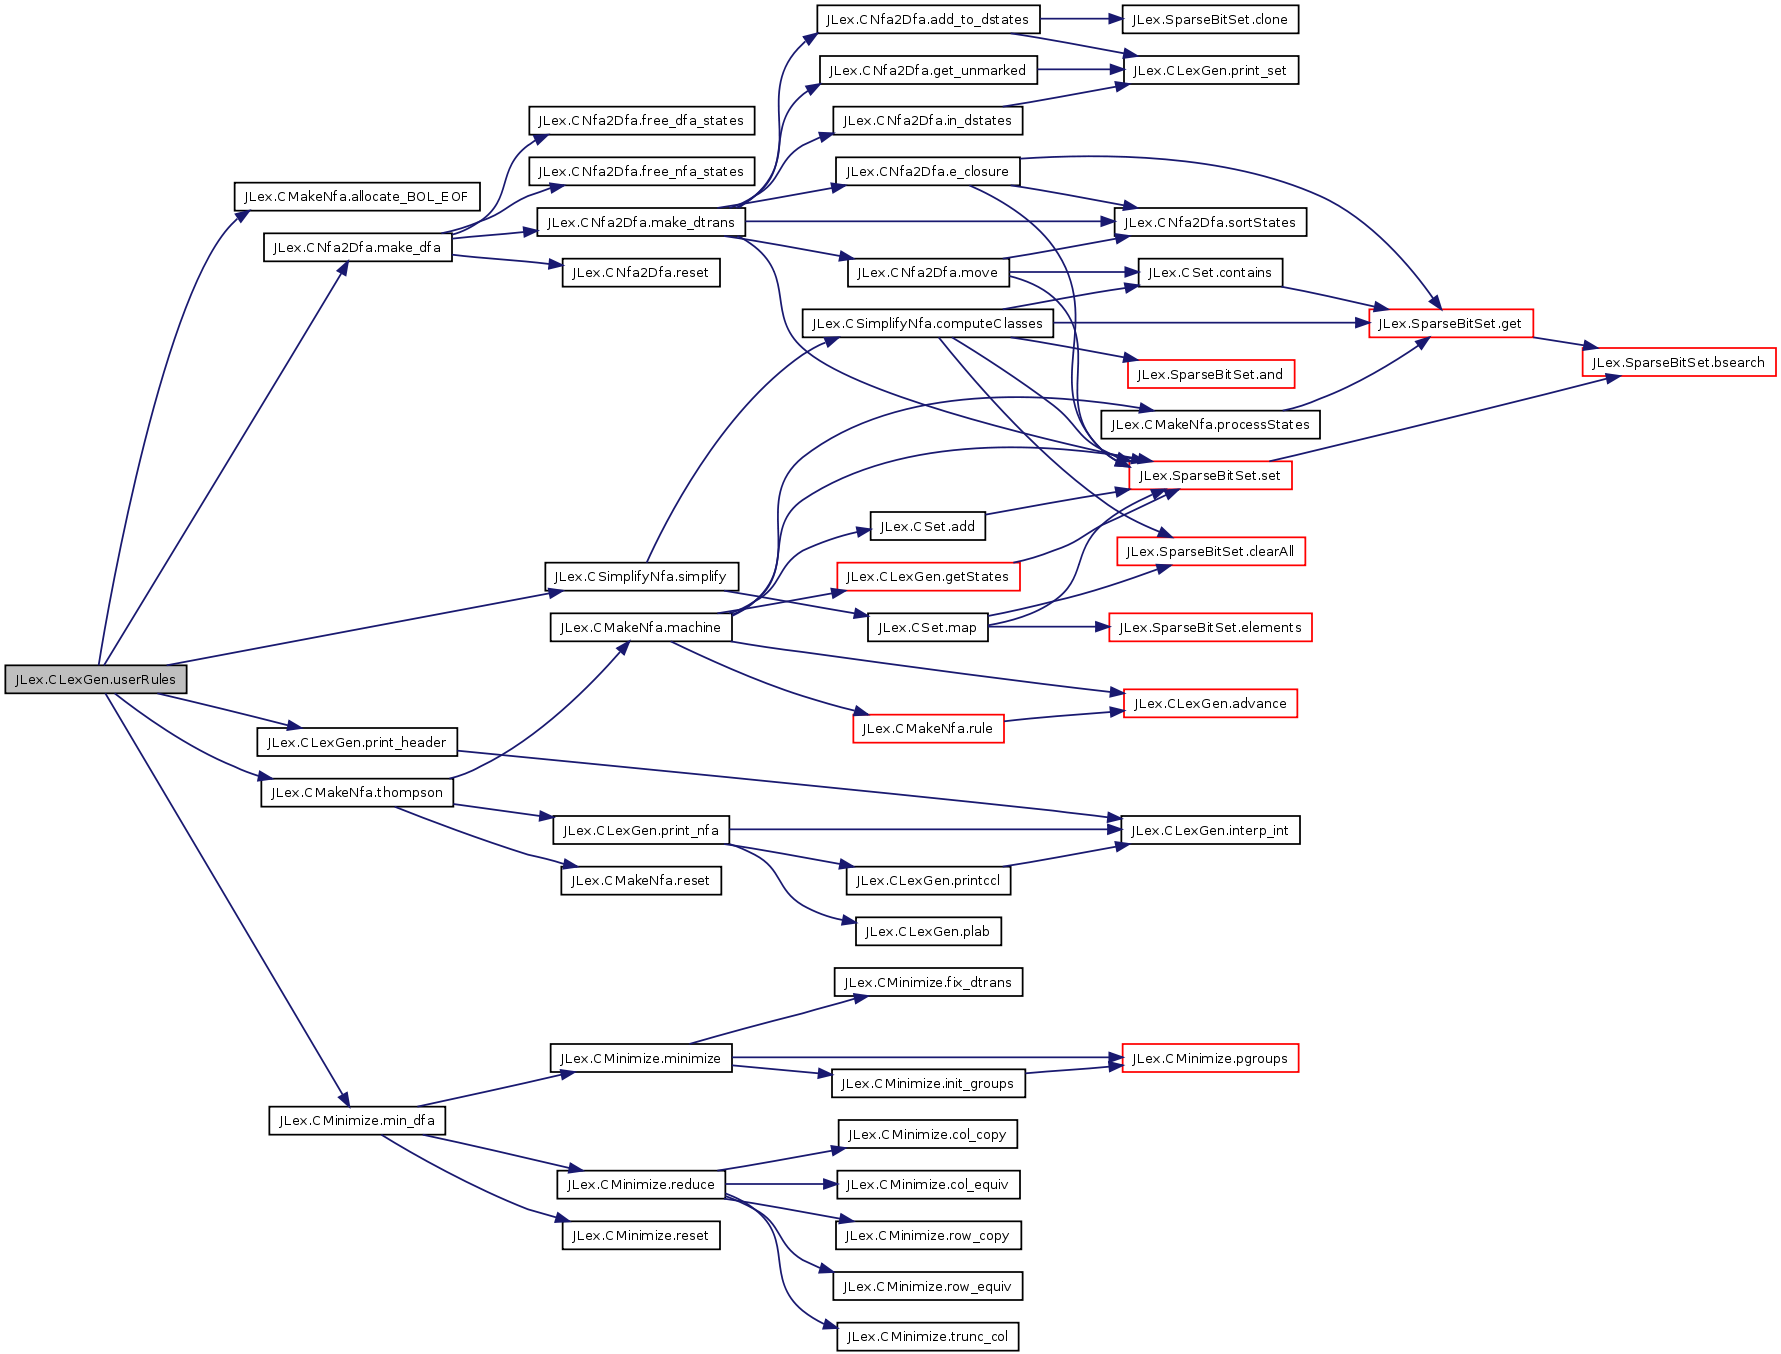 JLex.CNfa2Dfa.add_to_dstates
JLex.SparseBitSet.clone
JLex.CNfa2Dfa.get_unmarked
JLex.CLexGen.print_set
JLex.CNfa2Dfa.free_dfa_states
JLex.CNfa2Dfa.in_dstates
JLex.CNfa2Dfa.free_nfa_states
JLex.CNfa2Dfa.e_closure
JLex.CMakeNfa.allocate_BOL_EOF
JLex.CNfa2Dfa.make_dtrans
JLex.CNfa2Dfa.sortStates
JLex.CNfa2Dfa.make_dfa
JLex.CNfa2Dfa.reset
JLex.CNfa2Dfa.move
JLex.CSet.contains
JLex.CSimplifyNfa.computeClasses
JLex.SparseBitSet.get
JLex.SparseBitSet.bsearch
JLex.SparseBitSet.and
JLex.CMakeNfa.processStates
JLex.SparseBitSet.set
JLex.CSet.add
JLex.SparseBitSet.clearAll
JLex.CSimplifyNfa.simplify
JLex.CLexGen.getStates
JLex.CMakeNfa.machine
JLex.CSet.map
JLex.SparseBitSet.elements
JLex.CLexGen.userRules
JLex.CLexGen.advance
JLex.CMakeNfa.rule
JLex.CLexGen.print_header
JLex.CMakeNfa.thompson
JLex.CLexGen.print_nfa
JLex.CLexGen.interp_int
JLex.CMakeNfa.reset
JLex.CLexGen.printccl
JLex.CLexGen.plab
JLex.CMinimize.fix_dtrans
JLex.CMinimize.minimize
JLex.CMinimize.pgroups
JLex.CMinimize.init_groups
JLex.CMinimize.min_dfa
JLex.CMinimize.col_copy
JLex.CMinimize.reduce
JLex.CMinimize.col_equiv
JLex.CMinimize.reset
JLex.CMinimize.row_copy
JLex.CMinimize.row_equiv
JLex.CMinimize.trunc_col